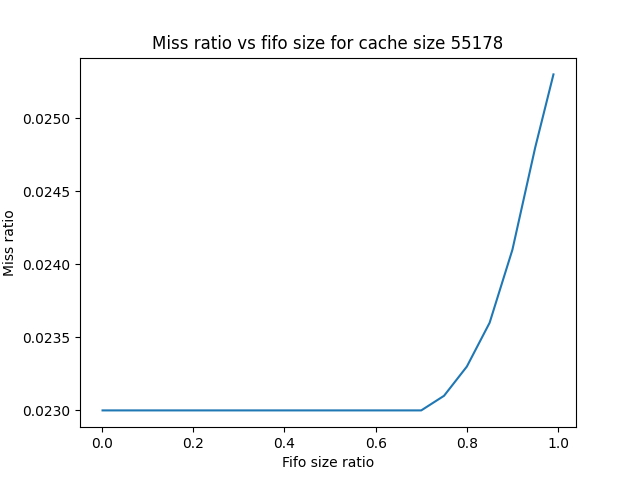 Miss ratio vs fifo size for cache size 55178
0.0250
0.0245
0.0240
0.0235
0.0230
Miss ratio
0.0 0.2 0.4 0.6 0.8 1.0
Fifo size ratio